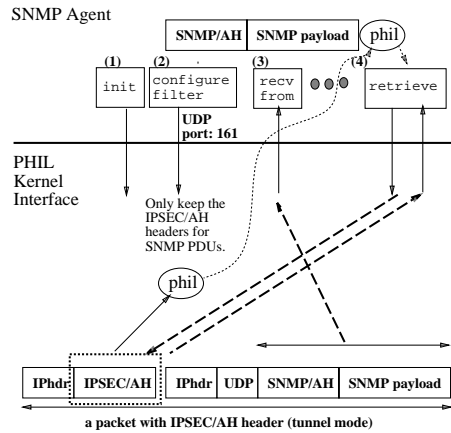 SNMP Agent
SNMP/AH SNMP payload phil
(1) (2) (3) (4)
init configure filter recv from retrieve
UDP
port: 161
PHIL
Kernel
Interface
Only keep the
IPSEC/AH
headers for
SNMP PDUs.
phil
IPhdr IPSEC/AH IPhdr UDP SNMP/AH SNMP payload
a packet with IPSEC/AH header (tunnel mode)